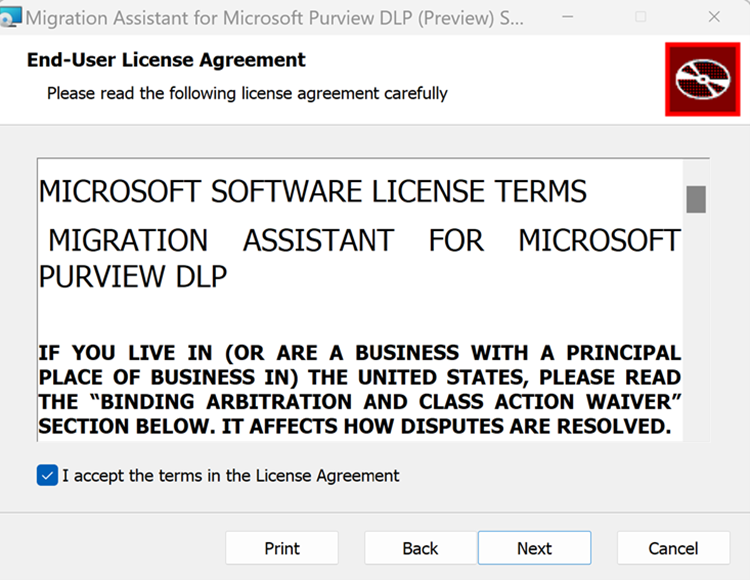 Migration Assistant for Microsoft Purview DLP (Preview) S...
End-User License Agreement
Please read the following license agreement carefully
MICROSOFT SOFTWARE LICENSE TERMS
MIGRATION ASSISTANT FOR MICROSOFT
PURVIEW DLP
IF YOU LIVE IN (OR ARE A BUSINESS WITH A PRINCIPAL
PLACE OF BUSINESS IN) THE UNITED STATES, PLEASE READ
THE “BINDING ARBITRATION AND CLASS ACTION WAIVER”
SECTION BELOW. IT AFFECTS HOW DISPUTES ARE RESOLVED.
I accept the terms in the License Agreement
Print Back Next Cancel